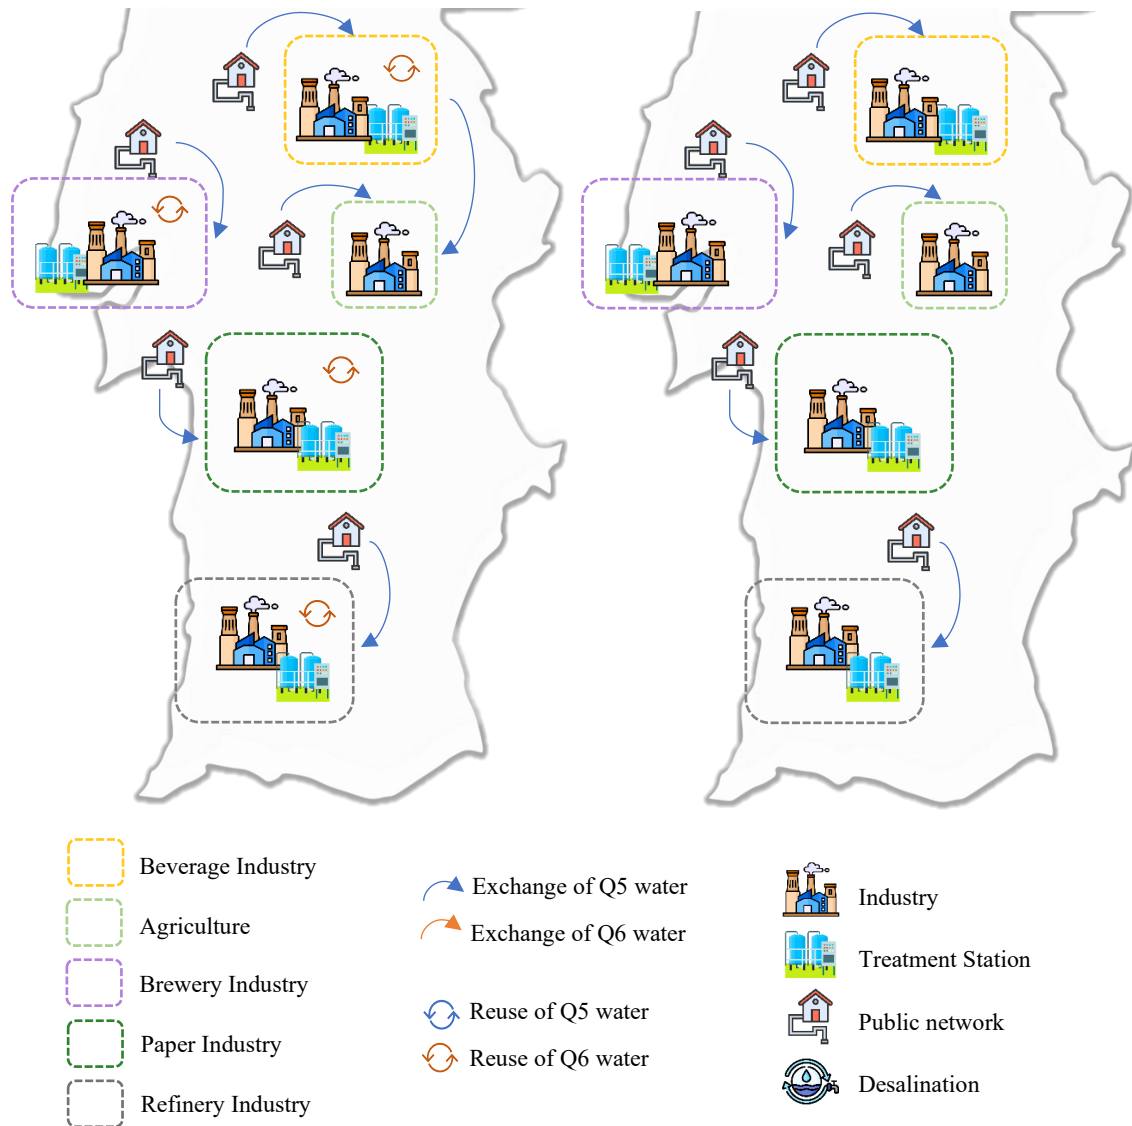 Beverage Industry
Agriculture
Brewery Industry
Paper Industry
Refinery Industry
Exchange of Q5 water
Exchange of Q6 water
Reuse of Q5 water
Reuse of Q6 water
Industry
Treatment Station
Public network
Desalination